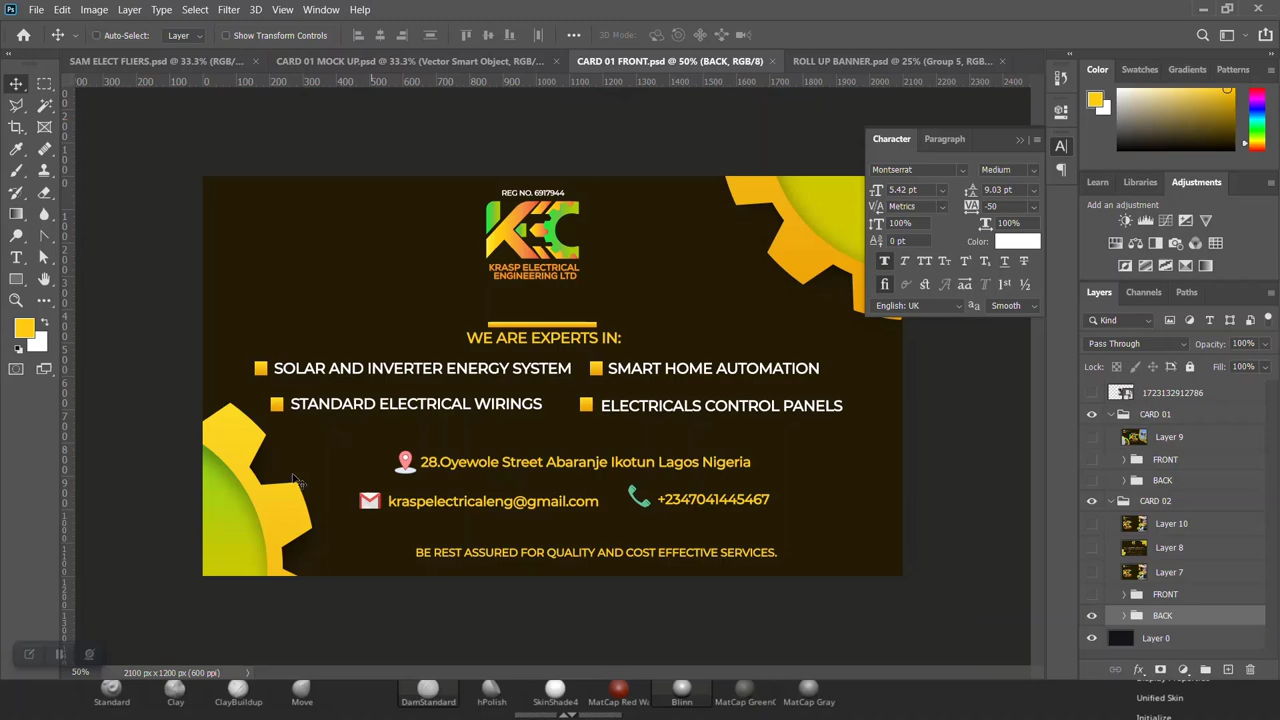 Ps File Edit Image Layer Type Select Filter 3D View Window Help
Auto-Select: Layer Show Transform Controls 3D Mode:
SAM ELECT FLIERS.psd @ 33.3% (RGB/... CARD 01 MOCK UP.psd @ 33.3% (Vector Smart Object, RGB/... CARD 01 FRONT.psd @ 50% (BACK, RGB/8) ROLL UP BANNER.psd @ 25% (Group 5, RGB...
Color Swatches Gradients Patterns
Character Paragraph
Montserrat Medium
5.42 pt 9.03 pt
Metrics -50
100% 100%
0 pt Color:
English: UK Smooth
Learn Libraries Adjustments
Add an adjustment
Layers Channels Paths
Kind
Pass Through Opacity: 100%
Lock: Fill: 100%
1723132912786
CARD 01
Layer 9
FRONT
BACK
CARD 02
Layer 10
Layer 8
Layer 7
FRONT
BACK
Layer 0
REG NO. 6917944
KEC
KRASP ELECTRICAL
ENGINEERING LTD
WE ARE EXPERTS IN:
SOLAR AND INVERTER ENERGY SYSTEM SMART HOME AUTOMATION
STANDARD ELECTRICAL WIRINGS ELECTRICALS CONTROL PANELS
28.Oyewole Street Abaranje Ikotun Lagos Nigeria
kraspelectricaleng@gmail.com +2347041445467
BE REST ASSURED FOR QUALITY AND COST EFFECTIVE SERVICES.
50% 2100 px x 1200 px (600 ppi)
Standard Clay ClayBuildup Move DamStandard hPolish SkinShade4 MatCap Red Wa Blinn MatCap GreenC MatCap Gray
Unified Skin